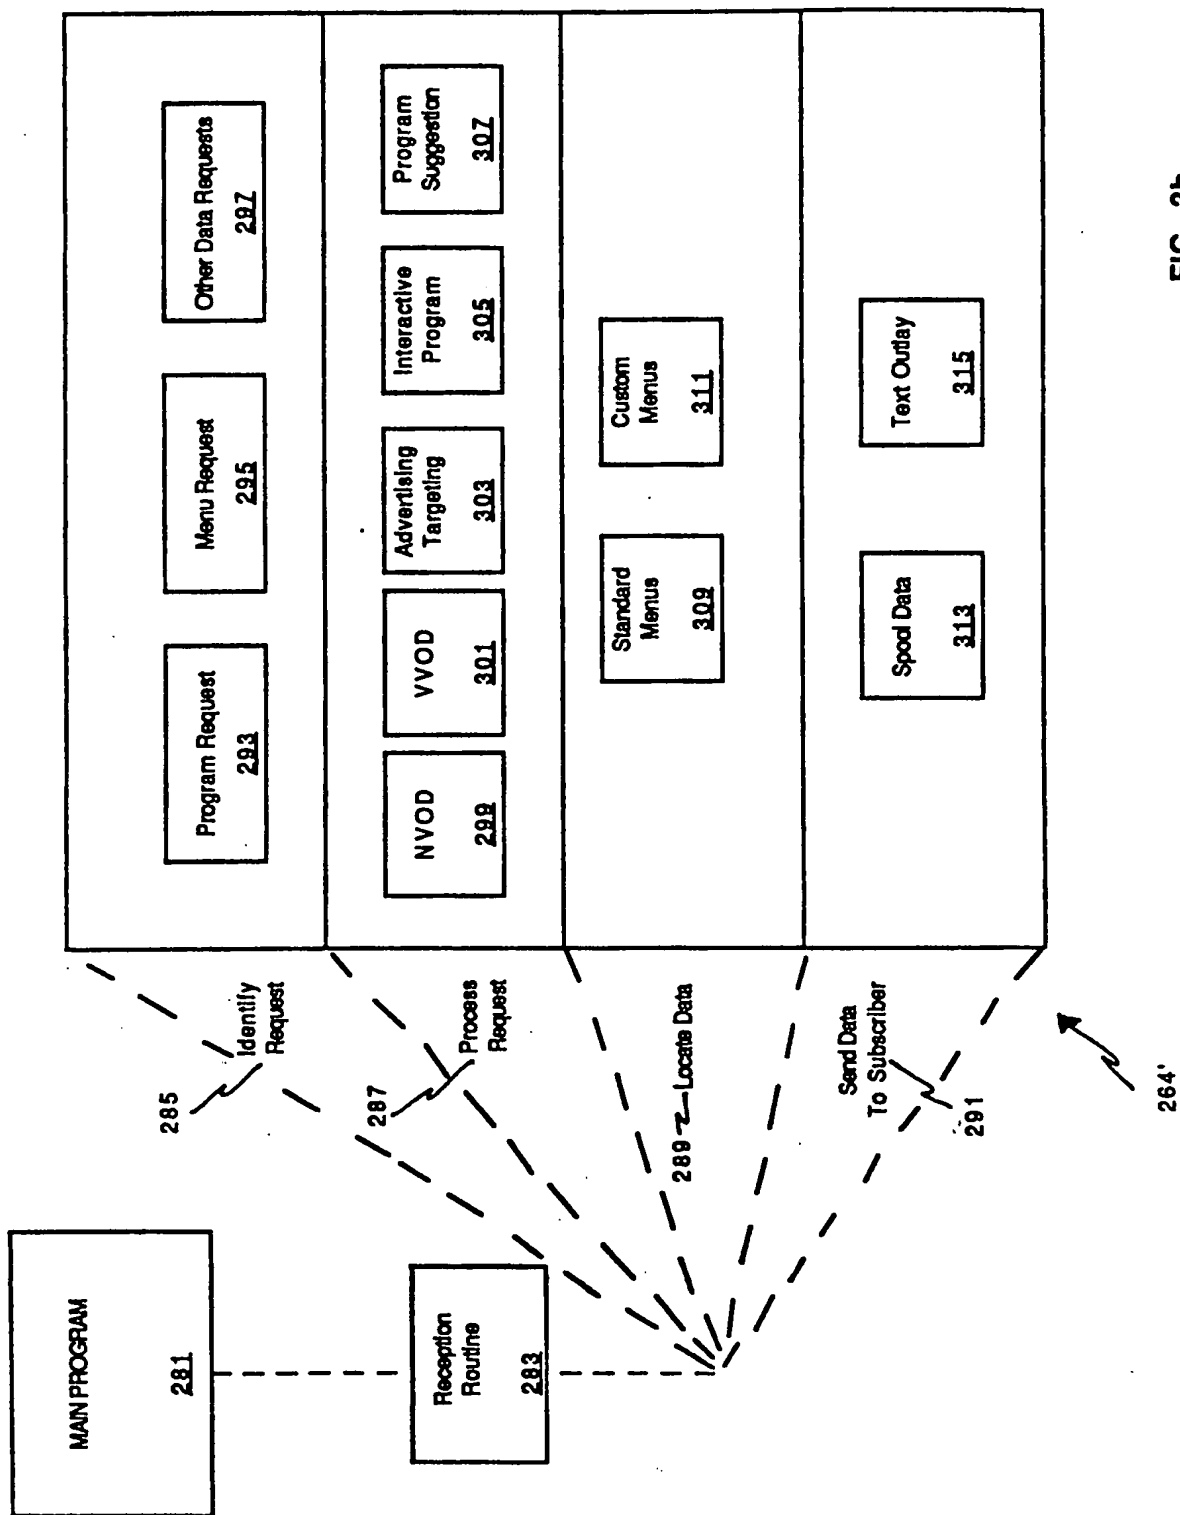 MAIN PROGRAM
281
Reception
Routine
283
285
Identify
Request
287
Process
Request
289
Locate Data
Send Data
To Subscriber
291
264'
Program Request
293
Menu Request
295
Other Data Requests
297
NVOD
299
VVOD
301
Advertising
Targeting
303
Interactive
Program
305
Program
Suggestion
307
Standard
Menus
309
Custom
Menus
311
Spool Data
313
Text Outlay
315
FIG.